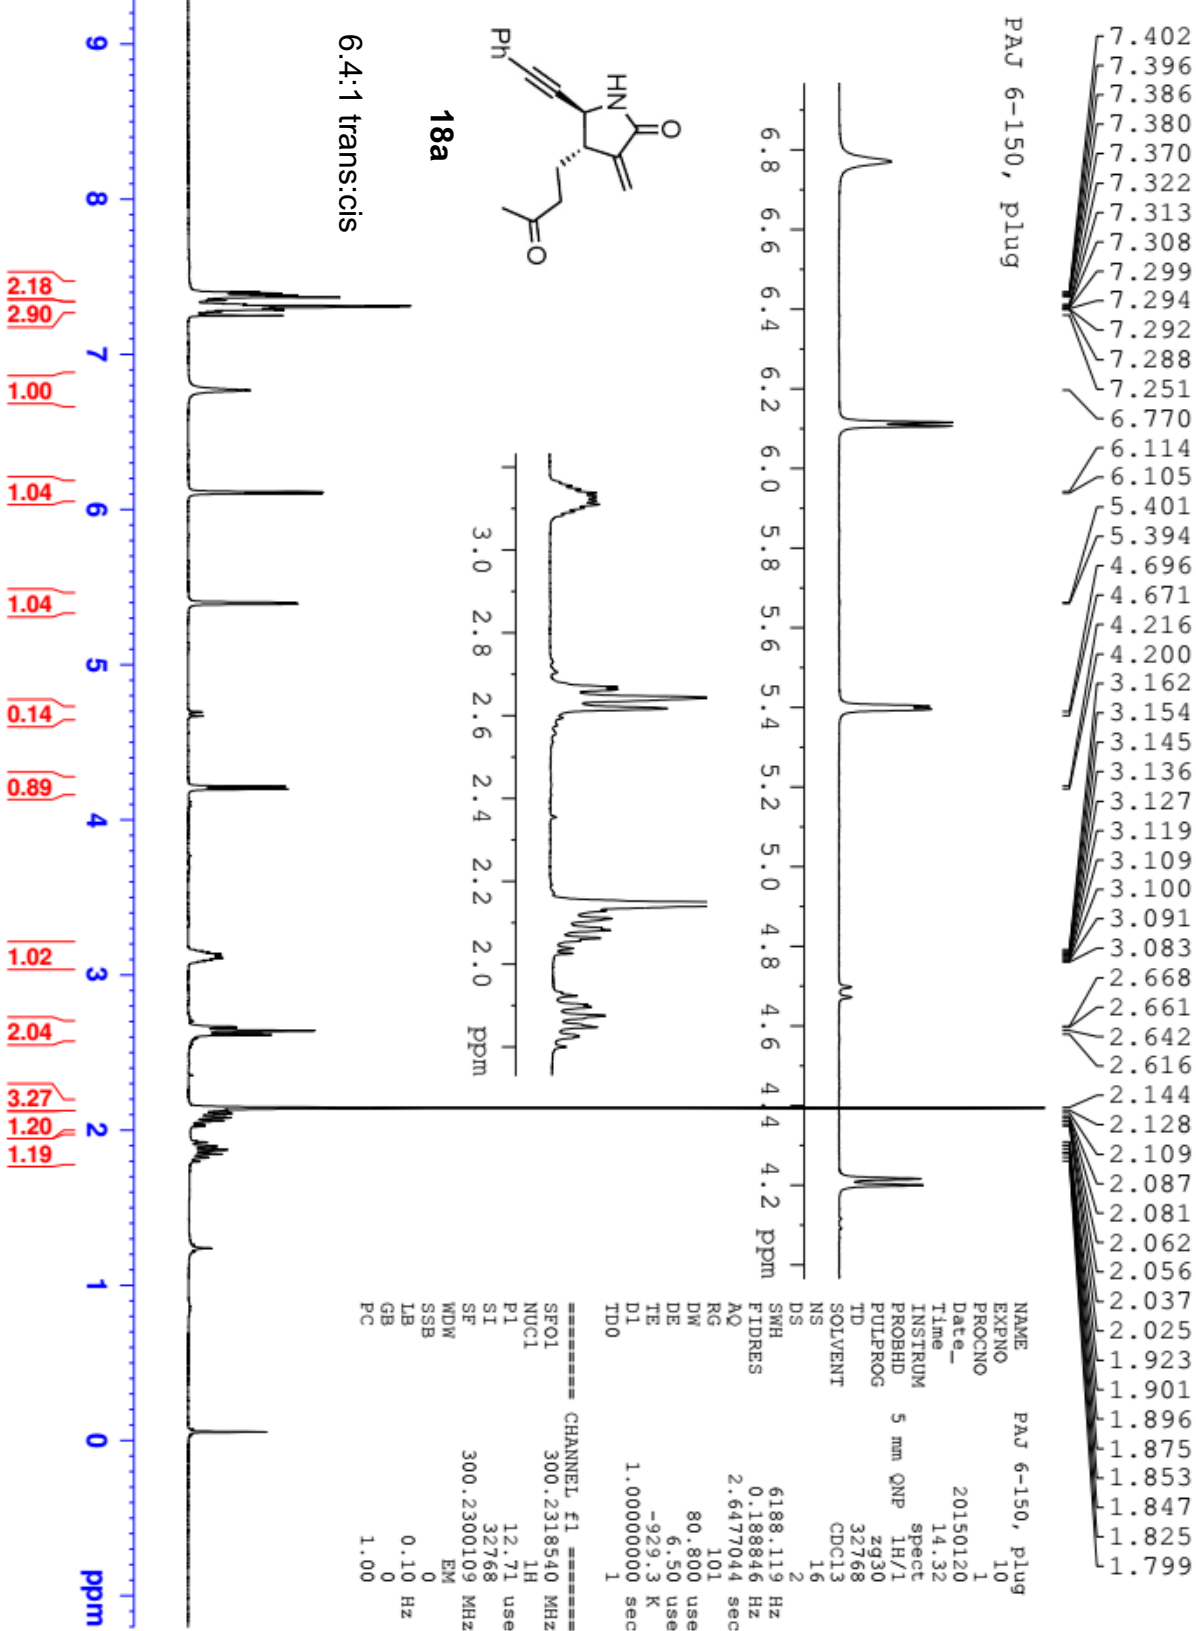 PAJ 6-150, plug
7.402
7.396
7.386
7.380
7.370
7.322
7.313
7.308
7.299
7.294
7.292
7.288
7.251
6.770
6.114
6.105
5.401
5.394
4.696
4.671
4.216
4.200
3.162
3.154
3.145
3.136
3.127
3.119
3.109
3.100
3.091
3.083
2.668
2.661
2.642
2.616
2.144
2.128
2.109
2.087
2.081
2.062
2.056
2.037
2.025
1.923
1.901
1.896
1.875
1.853
1.847
1.825
1.799
6.8 6.6 6.4 6.2 6.0 5.8 5.6 5.4 5.2 5.0 4.8 4.6 4.4 4.2 ppm
HN
O
Ph
O
18a
6.4:1 trans:cis
3.0 2.8 2.6 2.4 2.2 2.0 ppm
NAME PAJ 6-150, plug
EXPNO 10
PROCNO 1
Date_ 20150120
Time 14.32
INSTRUM spect
PROBHD 5 mm QNP 1H/1
PULPROG zg30
TD 32768
SOLVENT CDCl3
NS 16
DS 2
SWH 6188.119 Hz
FIDRES 0.188846 Hz
AQ 2.6477044 sec
RG 101
DW 80.800 use
DE 6.50 use
TE -929.3 K
D1 1.00000000 sec
TD0 1
======== CHANNEL f1 ========
SFO1 300.2318540 MHz
NUC1 1H
P1 12.71 use
SI 32768
SF 300.2300109 MHz
WDW EM
SSB 0
LB 0.10 Hz
GB 0
PC 1.00
9 8 7 6 5 4 3 2 1 0 ppm
2.18
2.90
1.00
1.04
1.04
0.14
0.89
1.02
2.04
3.27
1.20
1.19